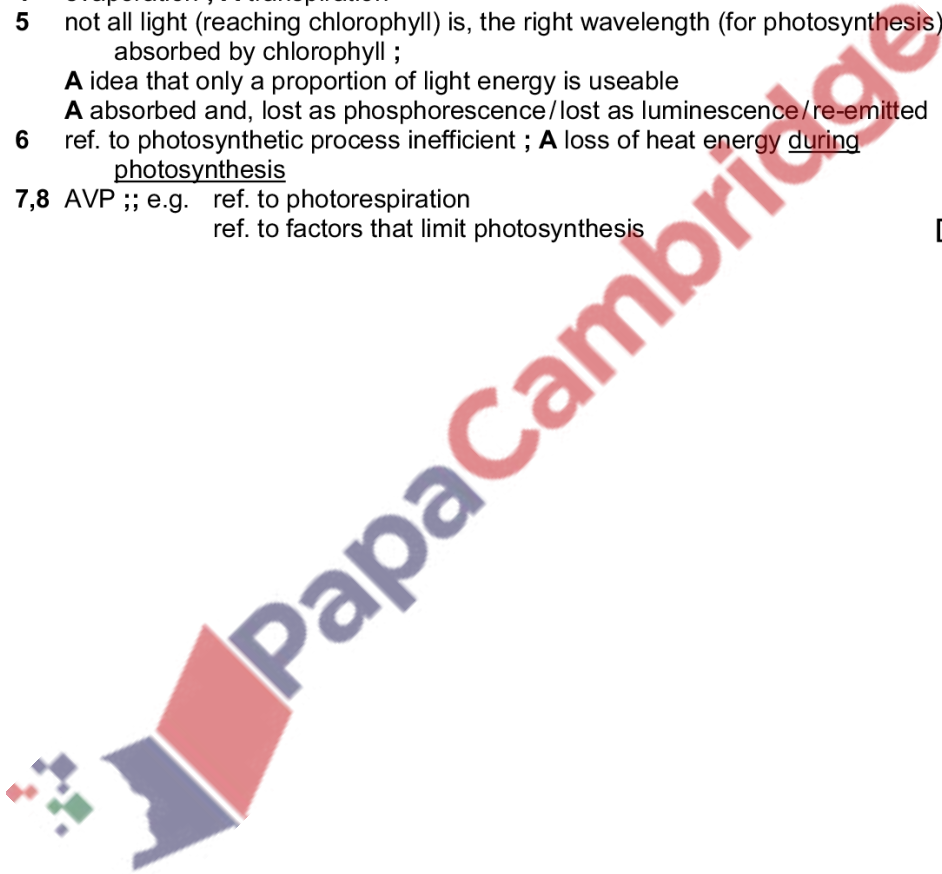 5 not all light (reaching chlorophyll) is, the right wavelength (for photosynthesis)
absorbed by chlorophyll ;
A idea that only a proportion of light energy is useable
A absorbed and, lost as phosphorescence/lost as luminescence/re-emitted
6 ref. to photosynthetic process inefficient ; A loss of heat energy during
photosynthesis
7,8 AVP ;; e.g. ref. to photorespiration
ref. to factors that limit photosynthesis [
PapaCambridge